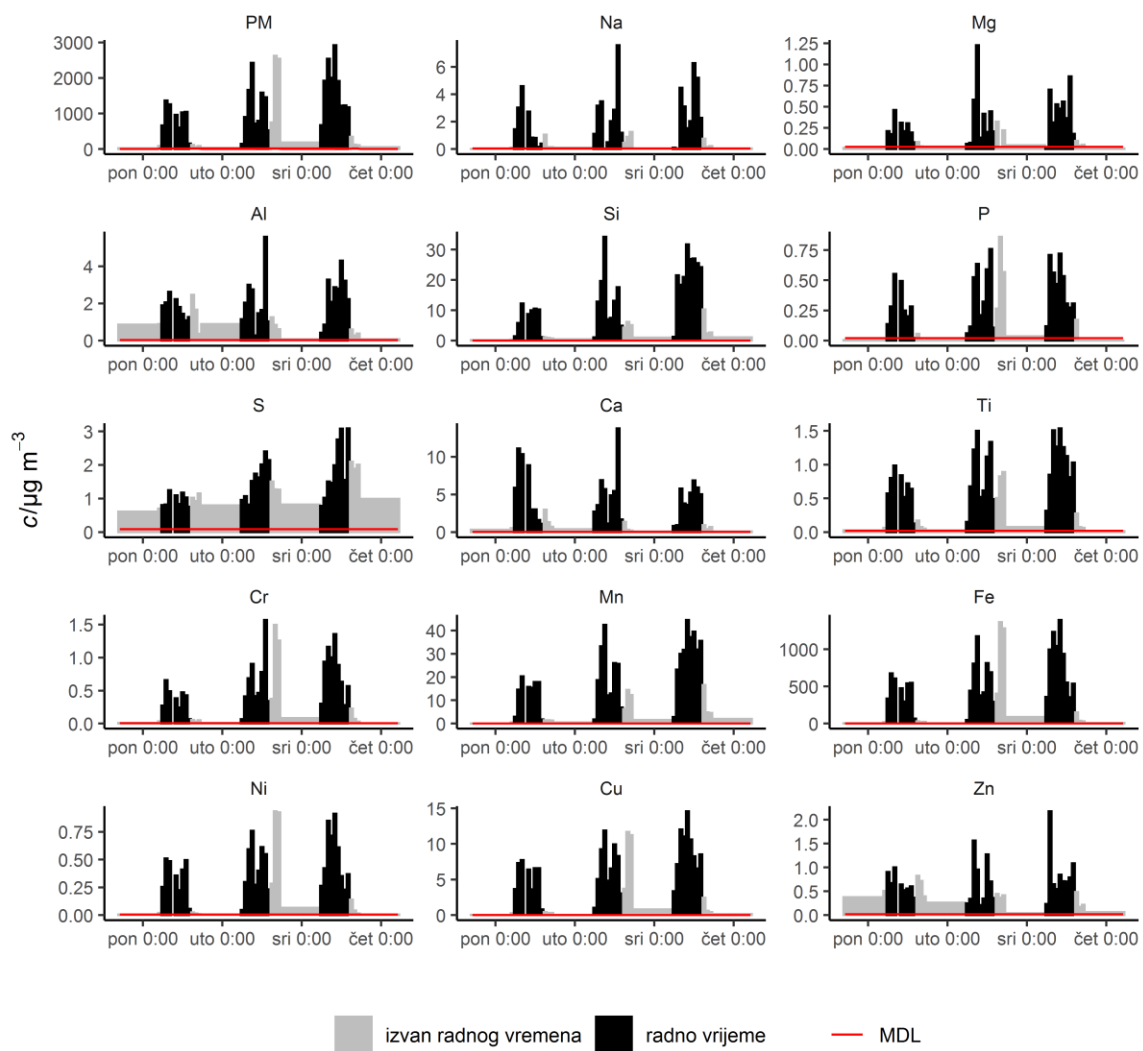 PM Na Mg
3000 2000 1000 0
6 4 2 0
1.25 1.00 0.75 0.50 0.25 0.00
pon 0:00 uto 0:00 sri 0:00 čet 0:00 pon 0:00 uto 0:00 sri 0:00 čet 0:00 pon 0:00 uto 0:00 sri 0:00 čet 0:00
Al Si P
4 2 0
30 20 10 0
0.75 0.50 0.25 0.00
pon 0:00 uto 0:00 sri 0:00 čet 0:00 pon 0:00 uto 0:00 sri 0:00 čet 0:00 pon 0:00 uto 0:00 sri 0:00 čet 0:00
c/µg m⁻³
S Ca Ti
3 2 1 0
10 5 0
1.5 1.0 0.5 0.0
pon 0:00 uto 0:00 sri 0:00 čet 0:00 pon 0:00 uto 0:00 sri 0:00 čet 0:00 pon 0:00 uto 0:00 sri 0:00 čet 0:00
Cr Mn Fe
1.5 1.0 0.5 0.0
40 30 20 10 0
1000 500 0
pon 0:00 uto 0:00 sri 0:00 čet 0:00 pon 0:00 uto 0:00 sri 0:00 čet 0:00 pon 0:00 uto 0:00 sri 0:00 čet 0:00
Ni Cu Zn
0.75 0.50 0.25 0.00
15 10 5 0
2.0 1.5 1.0 0.5 0.0
pon 0:00 uto 0:00 sri 0:00 čet 0:00 pon 0:00 uto 0:00 sri 0:00 čet 0:00 pon 0:00 uto 0:00 sri 0:00 čet 0:00
izvan radnog vremena radno vrijeme MDL